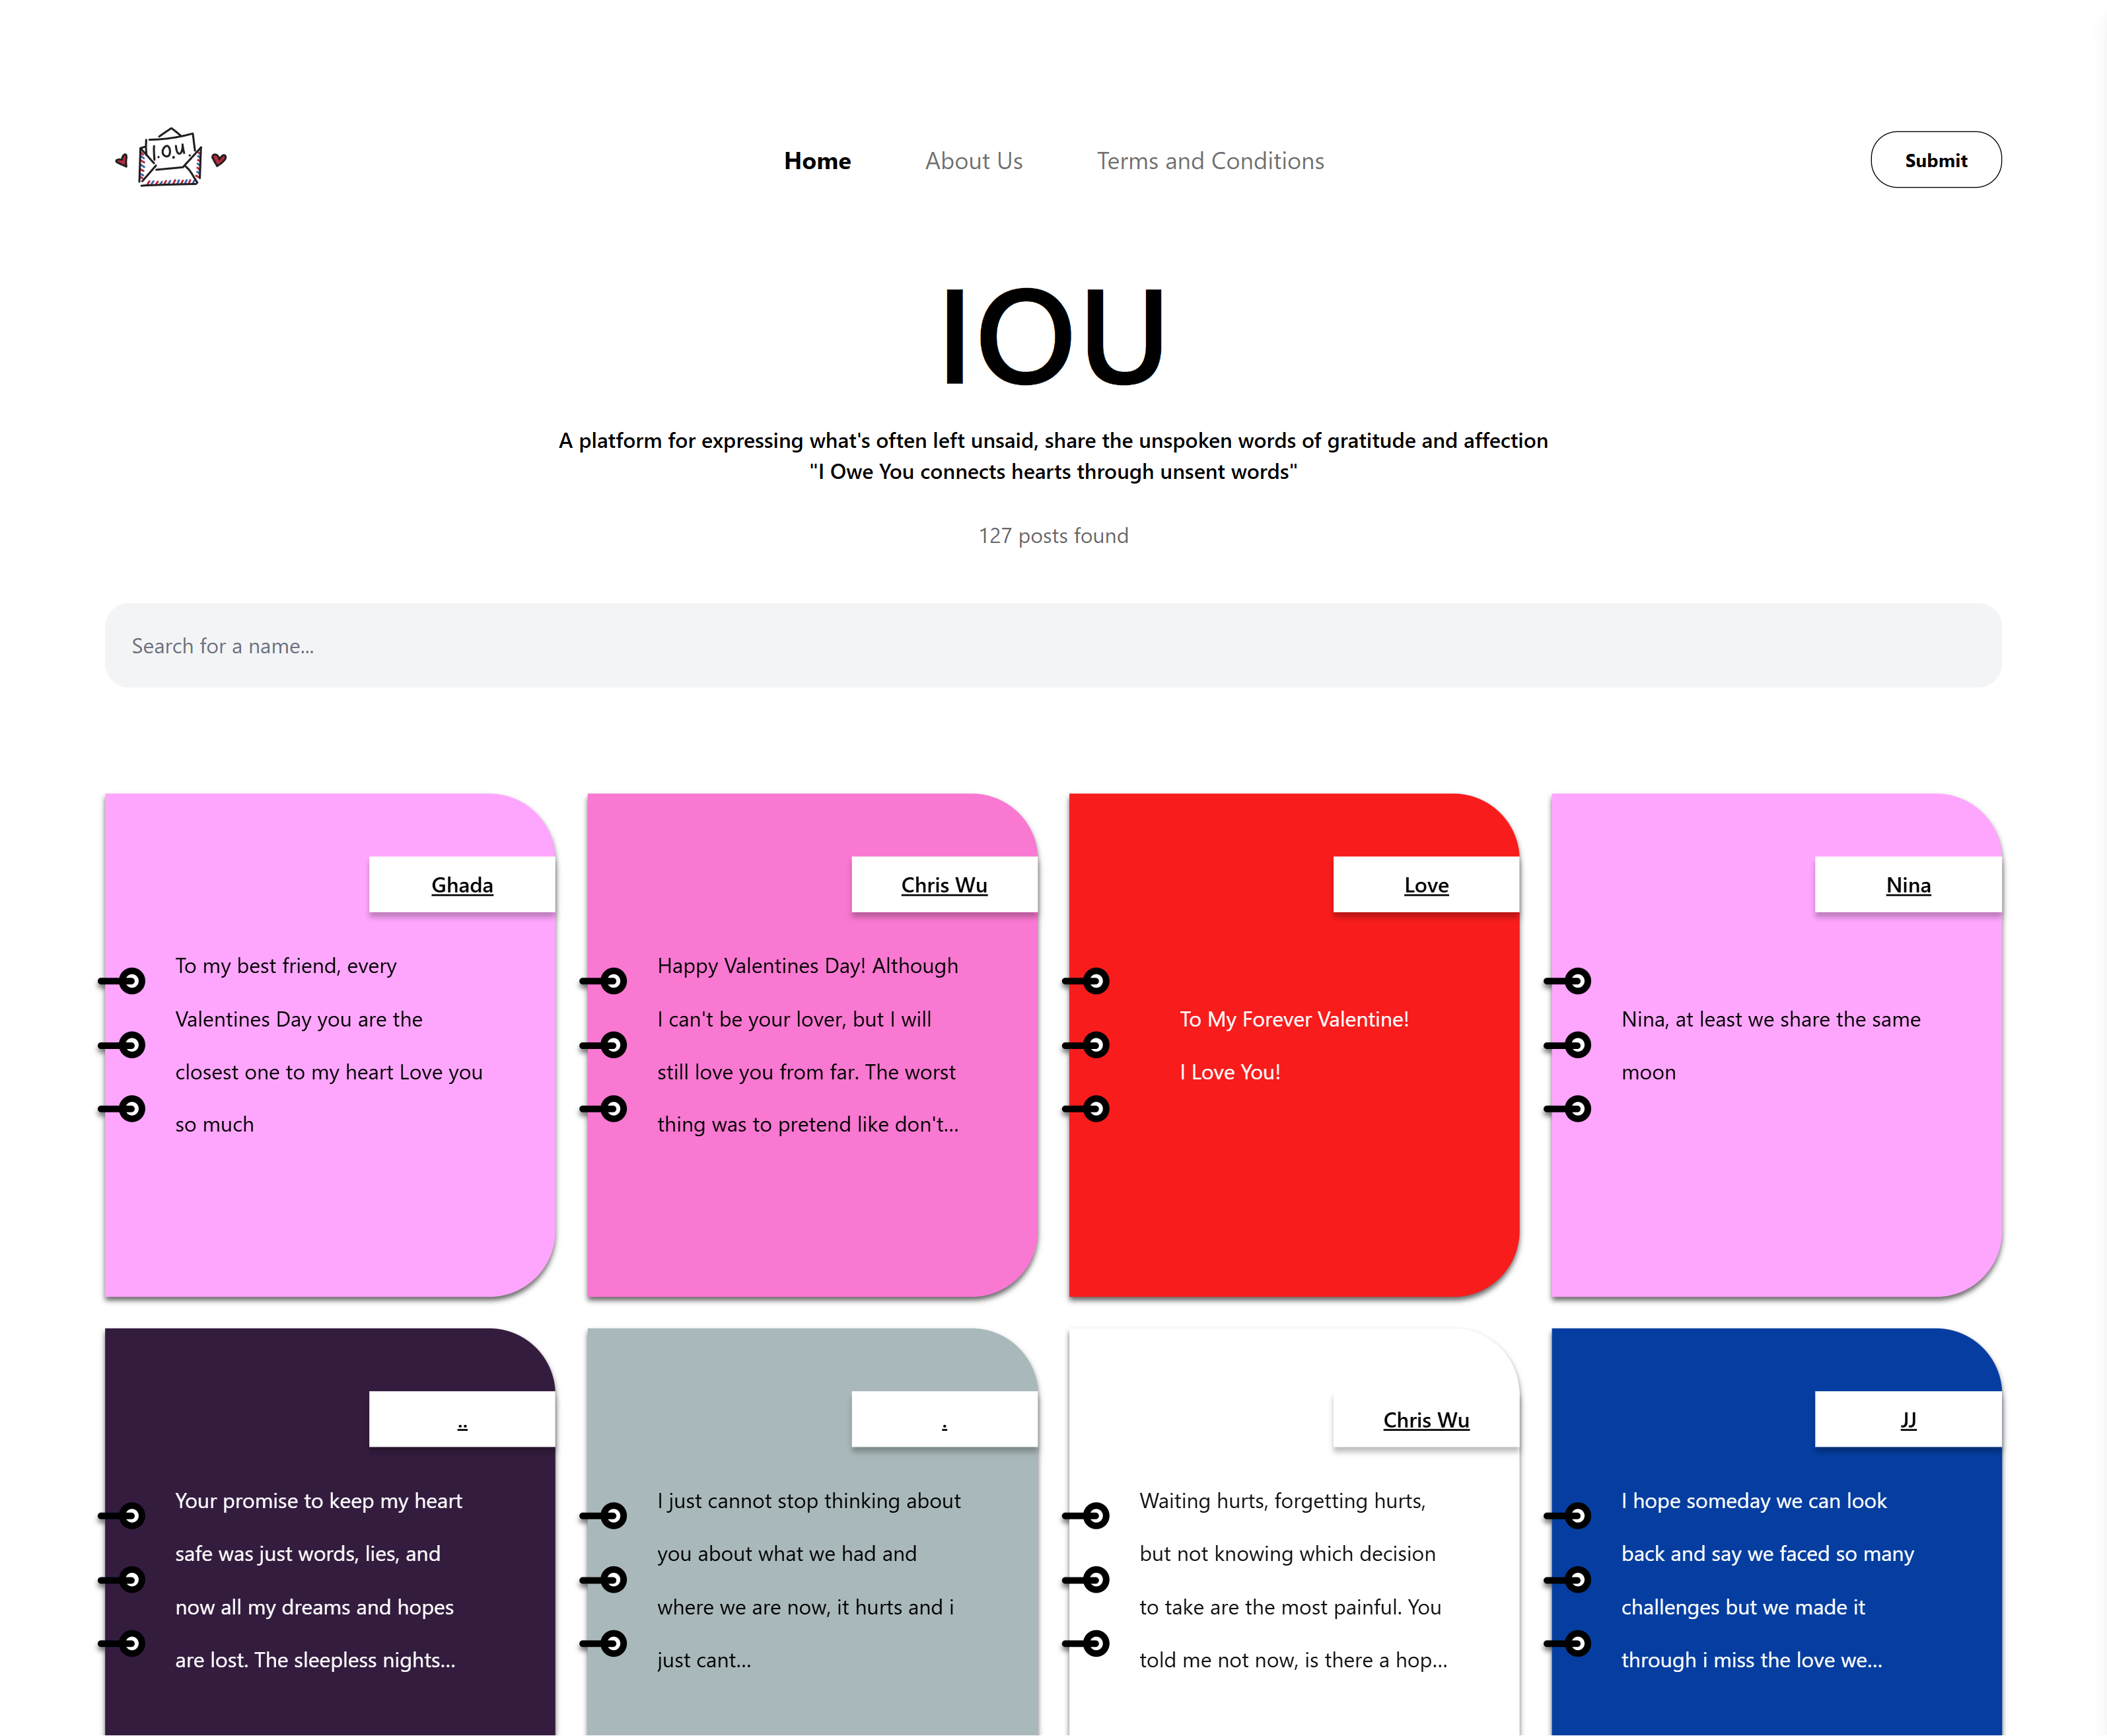 I.O.U.
Home
About Us
Terms and Conditions
Submit
IOU
A platform for expressing what's often left unsaid, share the unspoken words of gratitude and affection
"I Owe You connects hearts through unsent words"
127 posts found
Search for a name...
Ghada
To my best friend, every
Valentines Day you are the
closest one to my heart Love you
so much
Chris Wu
Happy Valentines Day! Although
I can't be your lover, but I will
still love you from far. The worst
thing was to pretend like don't...
Love
To My Forever Valentine!
I Love You!
Nina
Nina, at least we share the same
moon
..
Your promise to keep my heart
safe was just words, lies, and
now all my dreams and hopes
are lost. The sleepless nights...
.
I just cannot stop thinking about
you about what we had and
where we are now, it hurts and i
just cant...
Chris Wu
Waiting hurts, forgetting hurts,
but not knowing which decision
to take are the most painful. You
told me not now, is there a hop...
JJ
I hope someday we can look
back and say we faced so many
challenges but we made it
through i miss the love we...